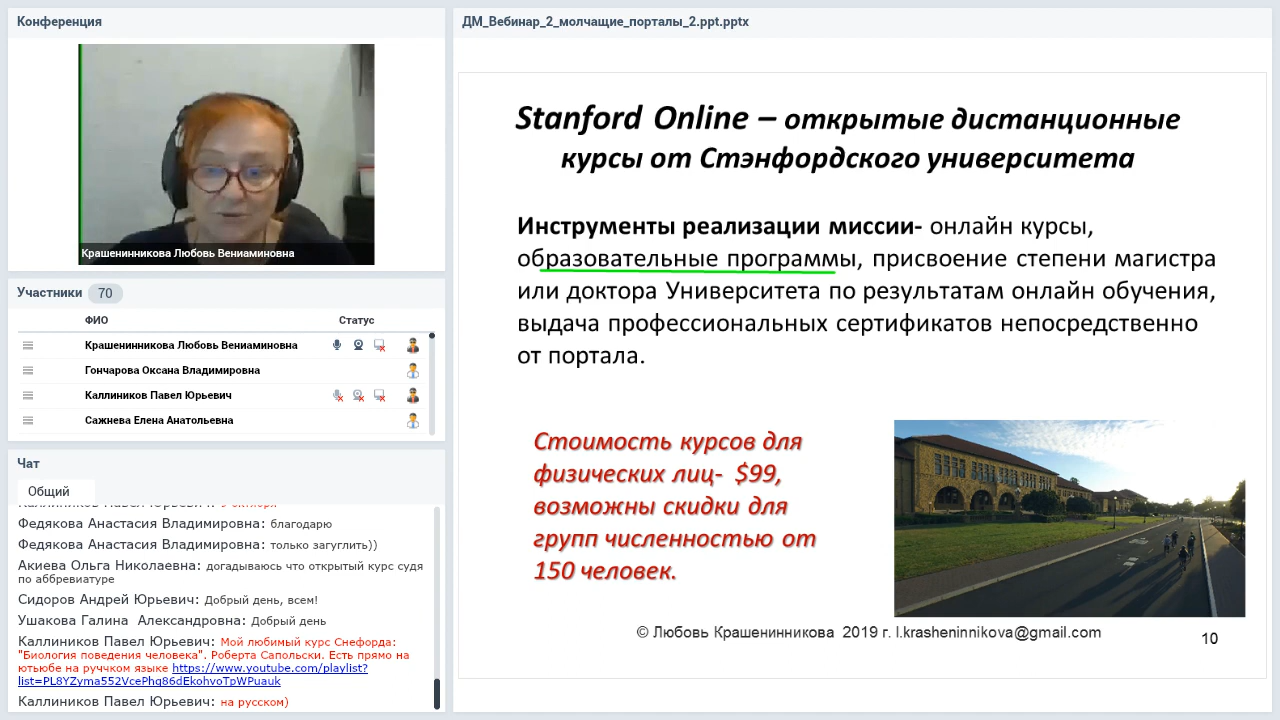 Конференция
Крашенинникова Любовь Вениаминовна
Участники 70
ФИО Статус
Крашенинникова Любовь Вениаминовна
Гончарова Оксана Владимировна
Каллиников Павел Юрьевич
Сажнева Елена Анатольевна
Чат
Общий
Федякова Анастасия Владимировна: благодарю
Федякова Анастасия Владимировна: только загуглить))
Акиева Ольга Николаевна: догадываюсь что открытый курс судя
по аббревиатуре
Сидоров Андрей Юрьевич: Добрый день, всем!
Ушакова Галина Александровна: Добрый день
Каллиников Павел Юрьевич: Мой любимый курс Снефорда:
"Биология поведения человека". Роберта Сапольски. Есть прямо на
ютьюбе на руччком языке https://www.youtube.com/playlist?
list=PL8YZyma552VcePhq86dEkohvoTpWPuauk
Каллиников Павел Юрьевич: на русском)
ДМ_Вебинар_2_молчащие_порталы_2.ppt.pptx
Stanford Online – открытые дистанционные
курсы от Стэнфордского университета
Инструменты реализации миссии- онлайн курсы,
образовательные программы, присвоение степени магистра
или доктора Университета по результатам онлайн обучения,
выдача профессиональных сертификатов непосредственно
от портала.
Стоимость курсов для
физических лиц- $99,
возможны скидки для
групп численностью от
150 человек.
© Любовь Крашенинникова 2019 г. l.krasheninnikova@gmail.com
10